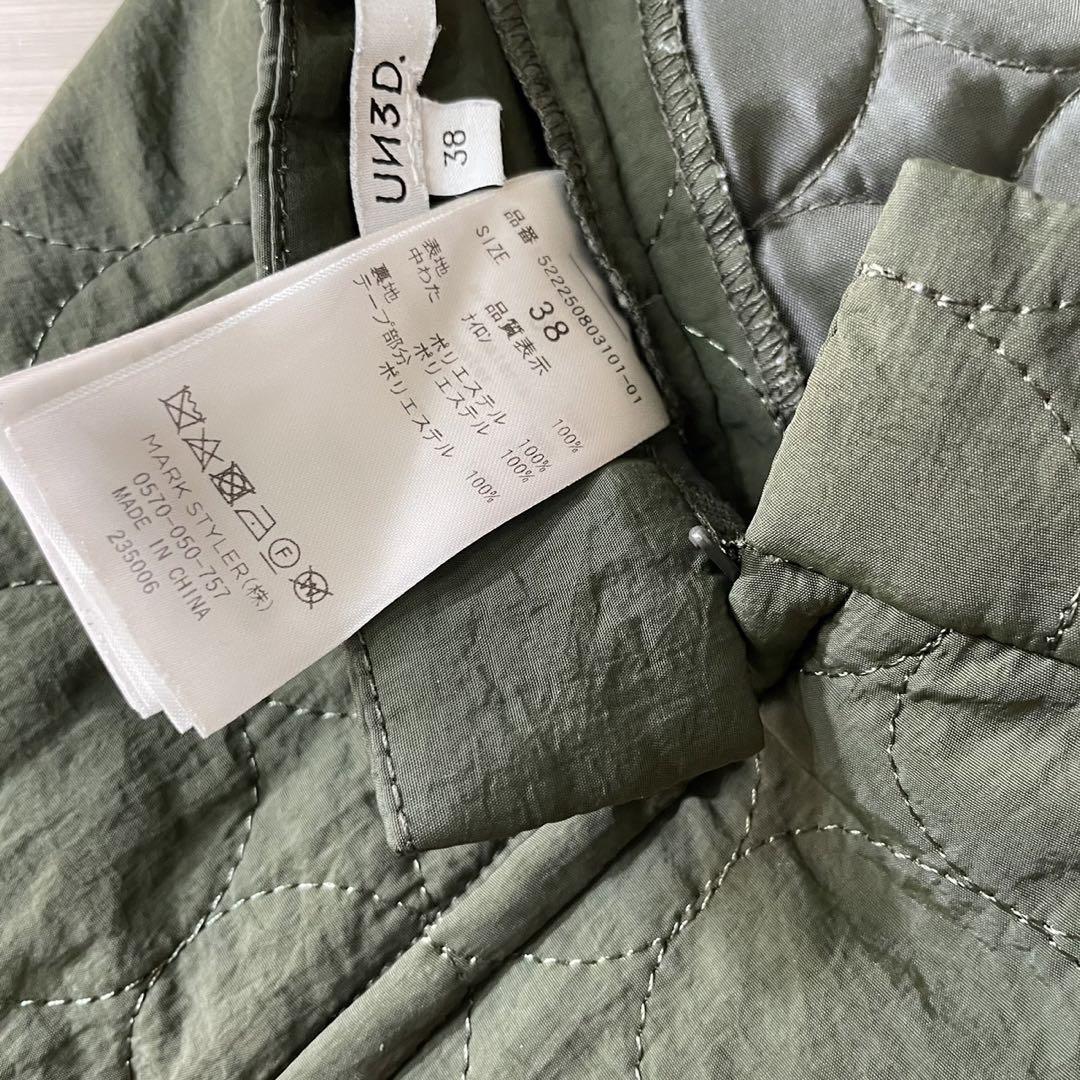 UN3D.
38
品番 52225080310​1-01
SIZE 38
品質表示
表地 ナイロン 100%
中わた ポリエステル 100%
裏地 ポリエステル 100%
テープ部分 ポリエステル 100%
F
W
MARK STYLER(株)
0570-050-757
MADE IN CHINA
235006